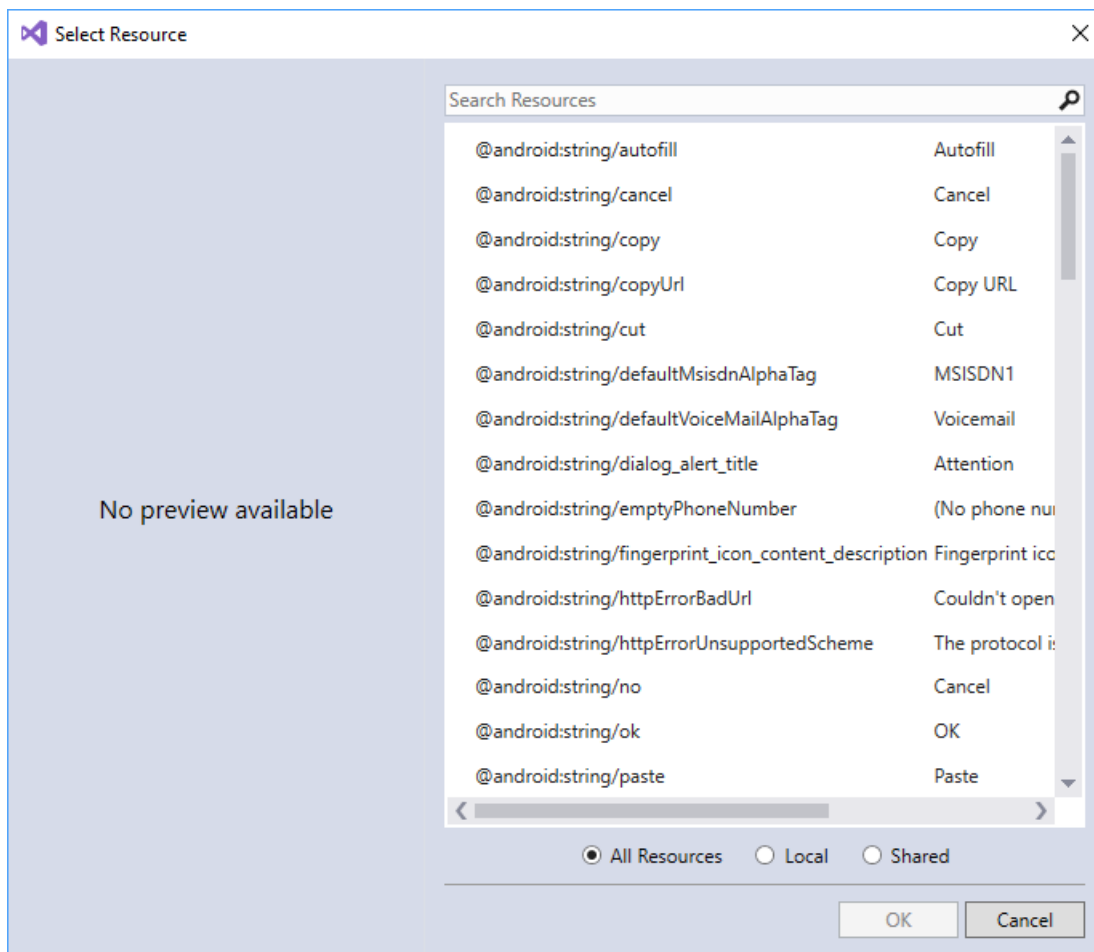 Select Resource
Search Resources
@android:string/autofill Autofill
@android:string/cancel Cancel
@android:string/copy Copy
@android:string/copyUrl Copy URL
@android:string/cut Cut
@android:string/defaultMsisdnAlphaTag MSISDN1
@android:string/defaultVoiceMailAlphaTag Voicemail
@android:string/dialog_alert_title Attention
No preview available
@android:string/emptyPhoneNumber (No phone nu
@android:string/fingerprint_icon_content_description Fingerprint ico
@android:string/httpErrorBadUrl Couldn't open
@android:string/httpErrorUnsupportedScheme The protocol is
@android:string/no Cancel
@android:string/ok OK
@android:string/paste Paste
All Resources Local Shared
OK Cancel